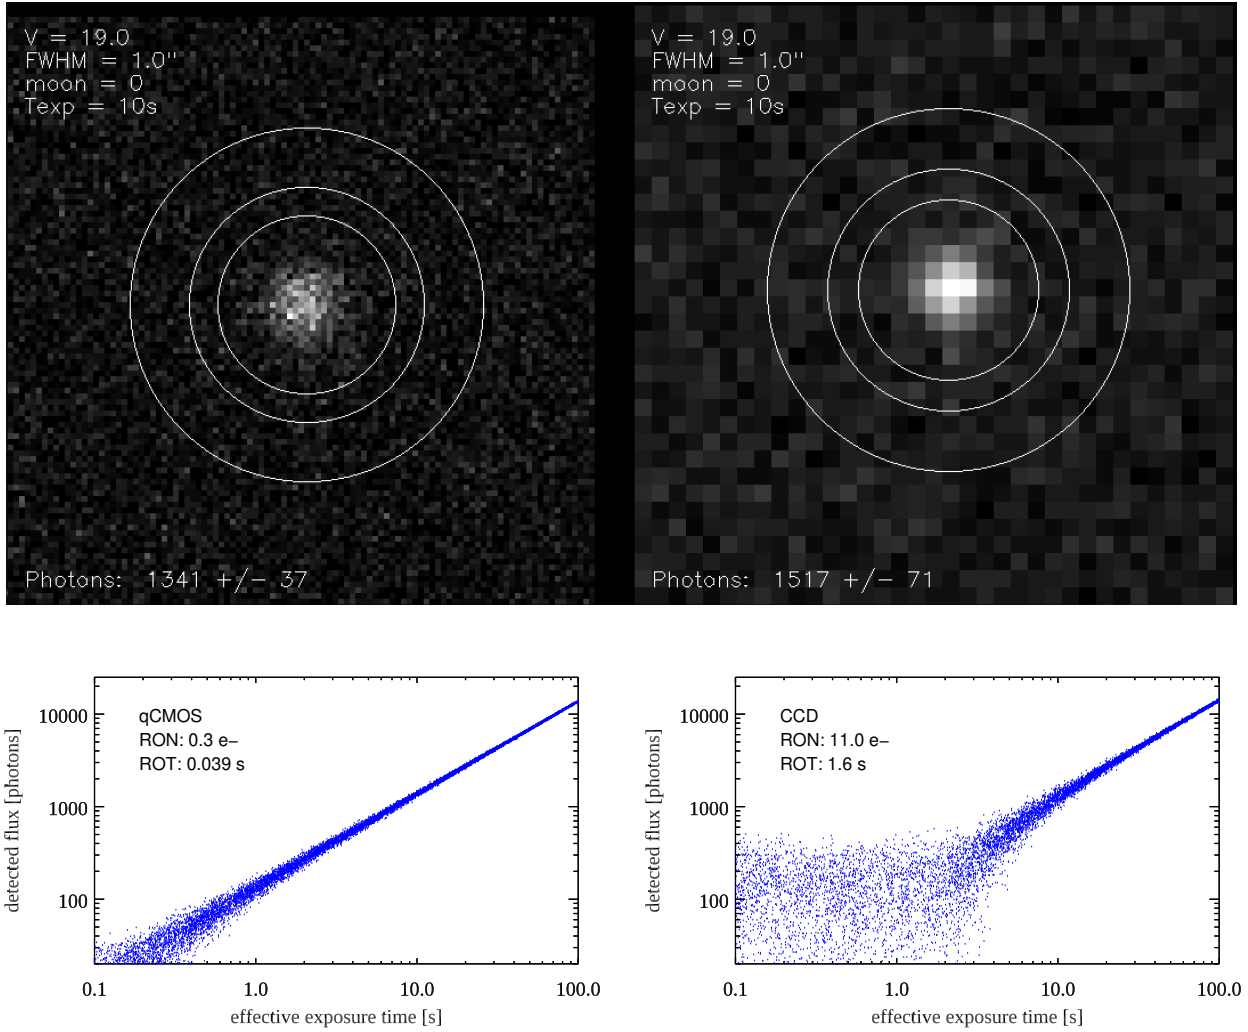 V = 19.0
FWHM = 1.0"
moon = 0
Texp = 10s
Photons: 1341 +/- 37
V = 19.0
FWHM = 1.0"
moon = 0
Texp = 10s
Photons: 1517 +/- 71
detected flux [photons]
10000
1000
100
qCMOS
RON: 0.3 e−
ROT: 0.039 s
0.1 1.0 10.0 100.0
effective exposure time [s]
detected flux [photons]
10000
1000
100
CCD
RON: 11.0 e−
ROT: 1.6 s
0.1 1.0 10.0 100.0
effective exposure time [s]